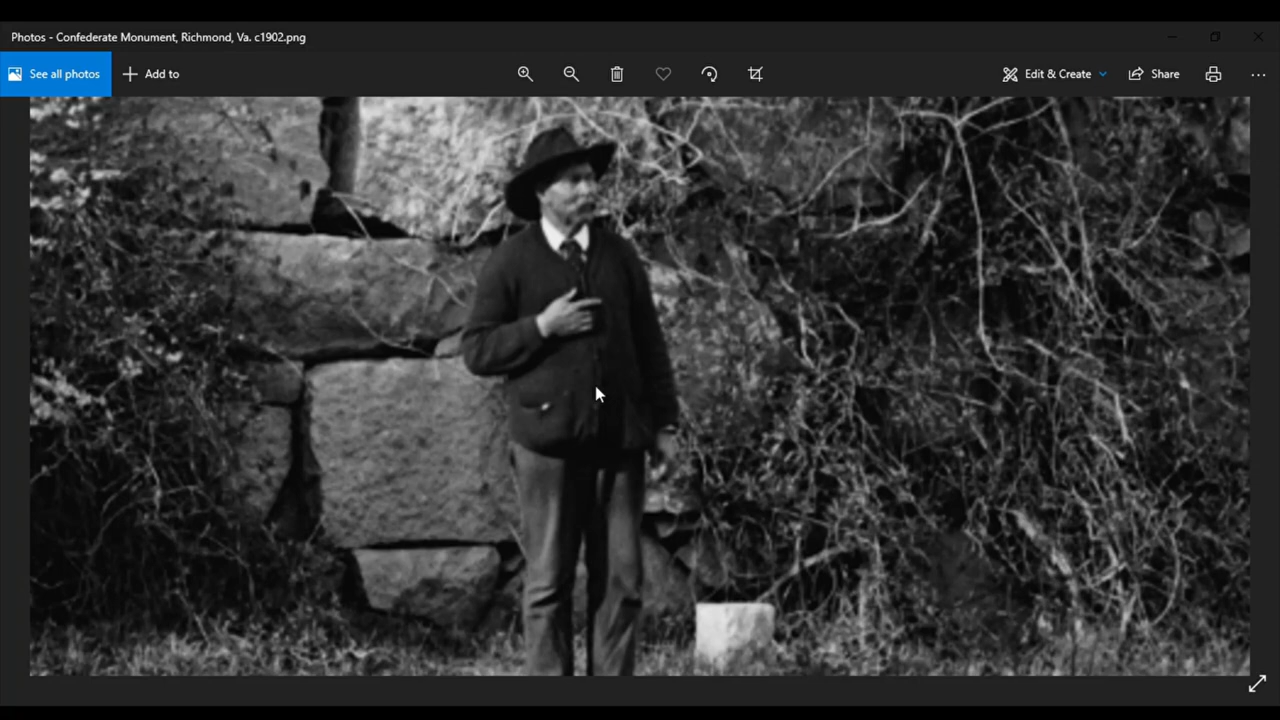 Photos - Confederate Monument, Richmond, Va. c1902.png
See all photos
Add to
Edit & Create
Share